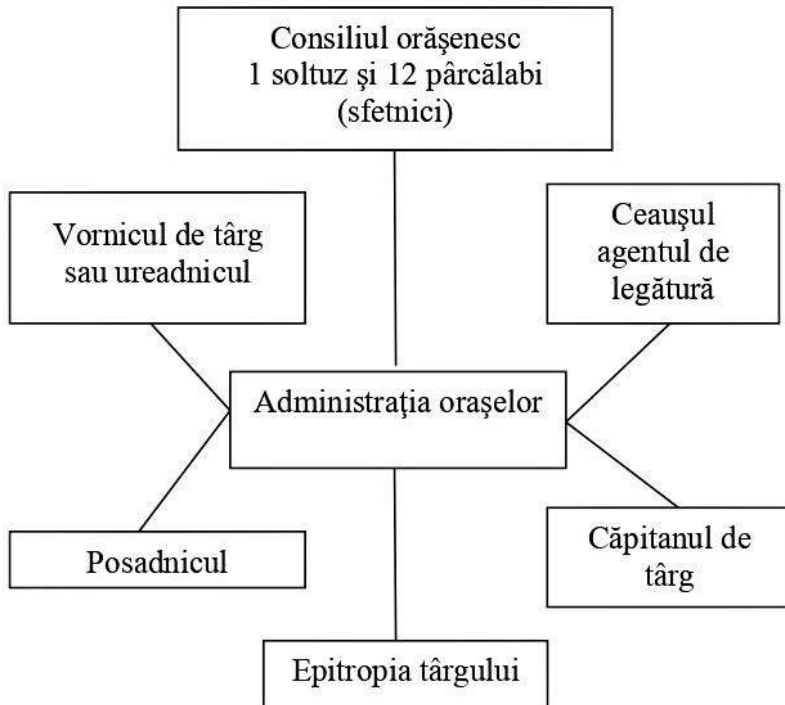 Consiliul orăşenesc
1 soltuz şi 12 pârcălabi
(sfetnici)
Vornicul de târg
sau ureadnicul
Ceauşul
agentul de
legătură
Administraţia oraşelor
Posadnicul
Căpitanul de
târg
Epitropia târgului